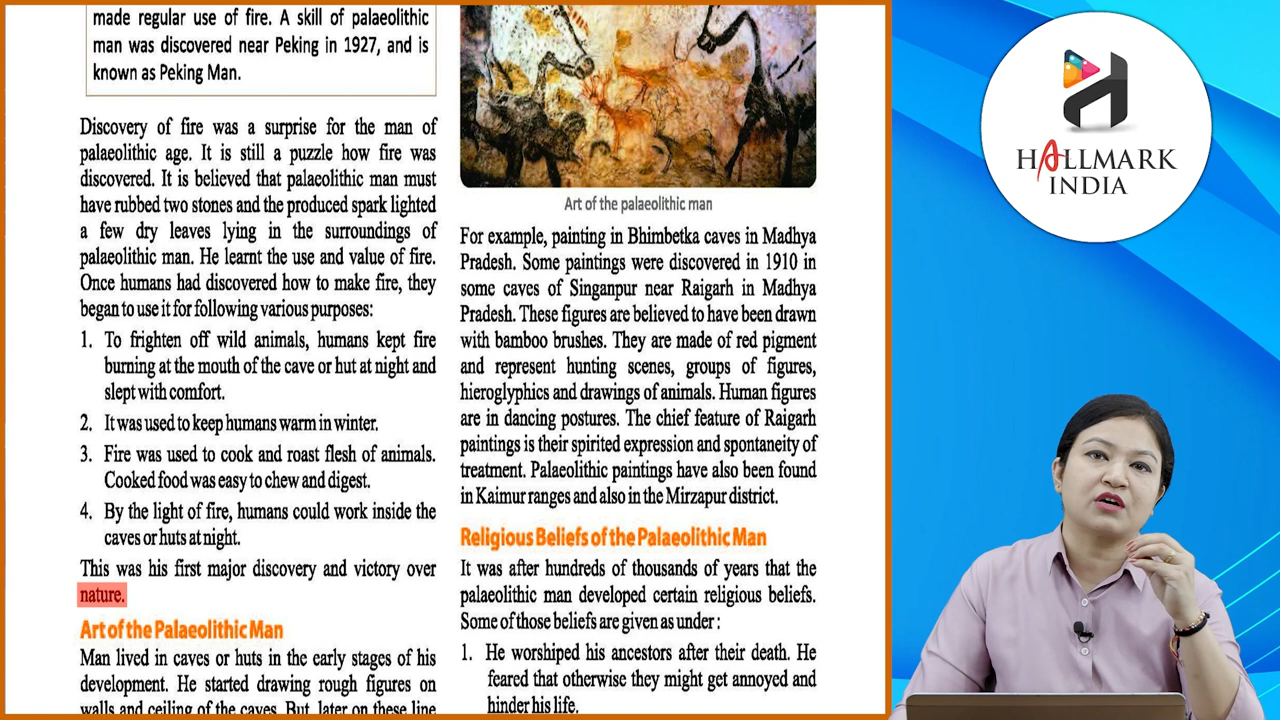 made regular use of fire. A skill of palaeolithic
man was discovered near Peking in 1927, and is
known as Peking Man.
Discovery of fire was a surprise for the man of
palaeolithic age. It is still a puzzle how fire was
discovered. It is believed that palaeolithic man must
have rubbed two stones and the produced spark lighted
a few dry leaves lying in the surroundings of
palaeolithic man. He learnt the use and value of fire.
Once humans had discovered how to make fire, they
began to use it for following various purposes:
1. To frighten off wild animals, humans kept fire
burning at the mouth of the cave or hut at night and
slept with comfort.
2. It was used to keep humans warm in winter.
3. Fire was used to cook and roast flesh of animals.
Cooked food was easy to chew and digest.
4. By the light of fire, humans could work inside the
caves or huts at night.
This was his first major discovery and victory over
nature.
Art of the Palaeolithic Man
Man lived in caves or huts in the early stages of his
development. He started drawing rough figures on
walls and ceiling of the caves. But, later on these line
Art of the palaeolithic man
For example, painting in Bhimbetka caves in Madhya
Pradesh. Some paintings were discovered in 1910 in
some caves of Singanpur near Raigarh in Madhya
Pradesh. These figures are believed to have been drawn
with bamboo brushes. They are made of red pigment
and represent hunting scenes, groups of figures,
hieroglyphics and drawings of animals. Human figures
are in dancing postures. The chief feature of Raigarh
paintings is their spirited expression and spontaneity of
treatment. Palaeolithic paintings have also been found
in Kaimur ranges and also in the Mirzapur district.
Religious Beliefs of the Palaeolithic Man
It was after hundreds of thousands of years that the
palaeolithic man developed certain religious beliefs.
Some of those beliefs are given as under :
1. He worshiped his ancestors after their death. He
feared that otherwise they might get annoyed and
hinder his life.
HALLMARK
INDIA